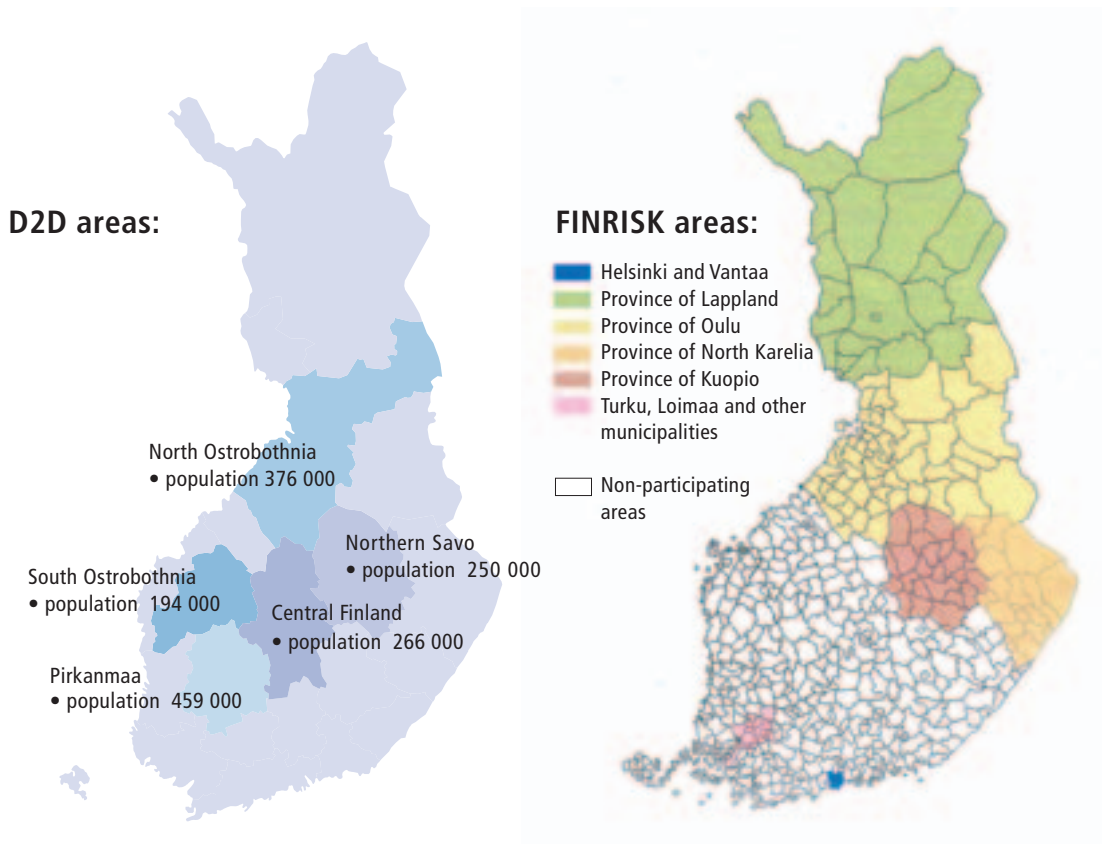 D2D areas:
North Ostrobothnia
• population 376 000
Northern Savo
• population 250 000
South Ostrobothnia
• population 194 000
Central Finland
• population 266 000
Pirkanmaa
• population 459 000
FINRISK areas:
Helsinki and Vantaa
Province of Lappland
Province of Oulu
Province of North Karelia
Province of Kuopio
Turku, Loimaa and other
municipalities
Non-participating
areas